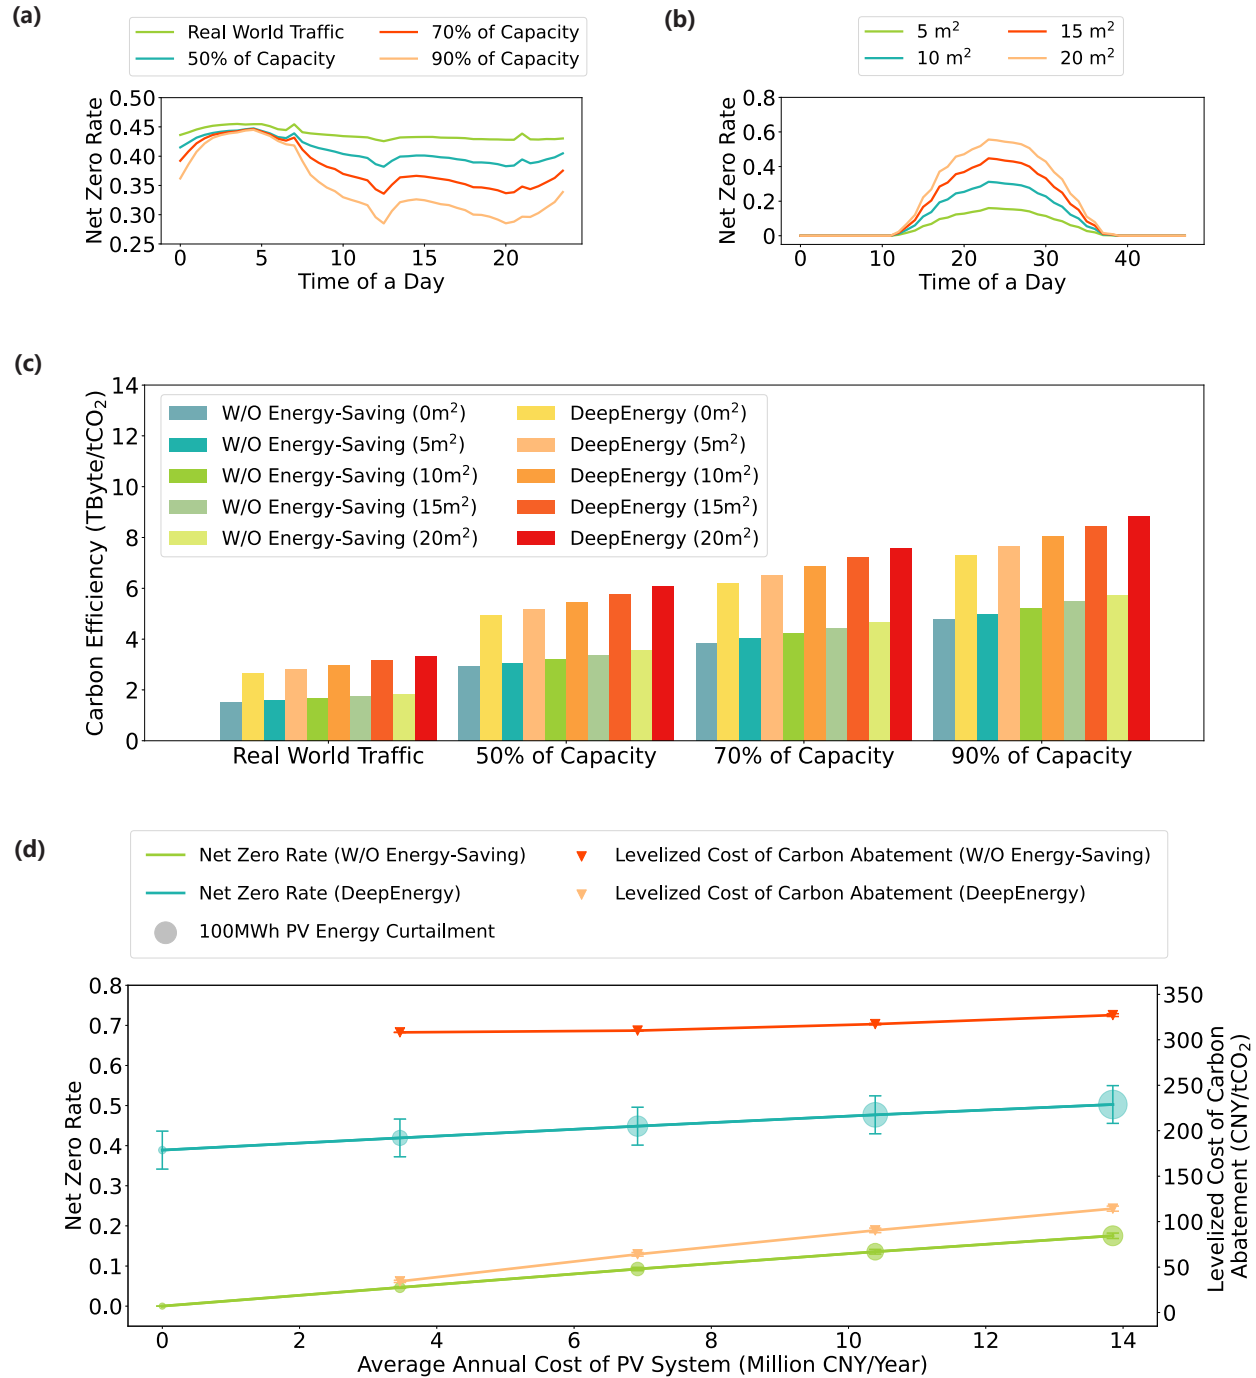 (a)
Real World Traffic
70% of Capacity
50% of Capacity
90% of Capacity
Net Zero Rate
0.50
0.45
0.40
0.35
0.30
0.25
0 5 10 15 20
Time of a Day
(b)
5 m²
15 m²
10 m²
20 m²
Net Zero Rate
0.8
0.6
0.4
0.2
0
0 10 20 30 40
Time of a Day
(c)
Carbon Efficiency (TByte/tCO₂)
14
12
10
8
6
4
2
0
W/O Energy-Saving (0m²)
W/O Energy-Saving (5m²)
W/O Energy-Saving (10m²)
W/O Energy-Saving (15m²)
W/O Energy-Saving (20m²)
DeepEnergy (0m²)
DeepEnergy (5m²)
DeepEnergy (10m²)
DeepEnergy (15m²)
DeepEnergy (20m²)
Real World Traffic 50% of Capacity 70% of Capacity 90% of Capacity
(d)
Net Zero Rate (W/O Energy-Saving)
Net Zero Rate (DeepEnergy)
100MWh PV Energy Curtailment
Levelized Cost of Carbon Abatement (W/O Energy-Saving)
Levelized Cost of Carbon Abatement (DeepEnergy)
Net Zero Rate
0.8
0.7
0.6
0.5
0.4
0.3
0.2
0.1
0.0
0 2 4 6 8 10 12 14
Average Annual Cost of PV System (Million CNY/Year)
350
300
250
200
150
100
50
0
Levelized Cost of Carbon
Abatement (CNY/tCO₂)